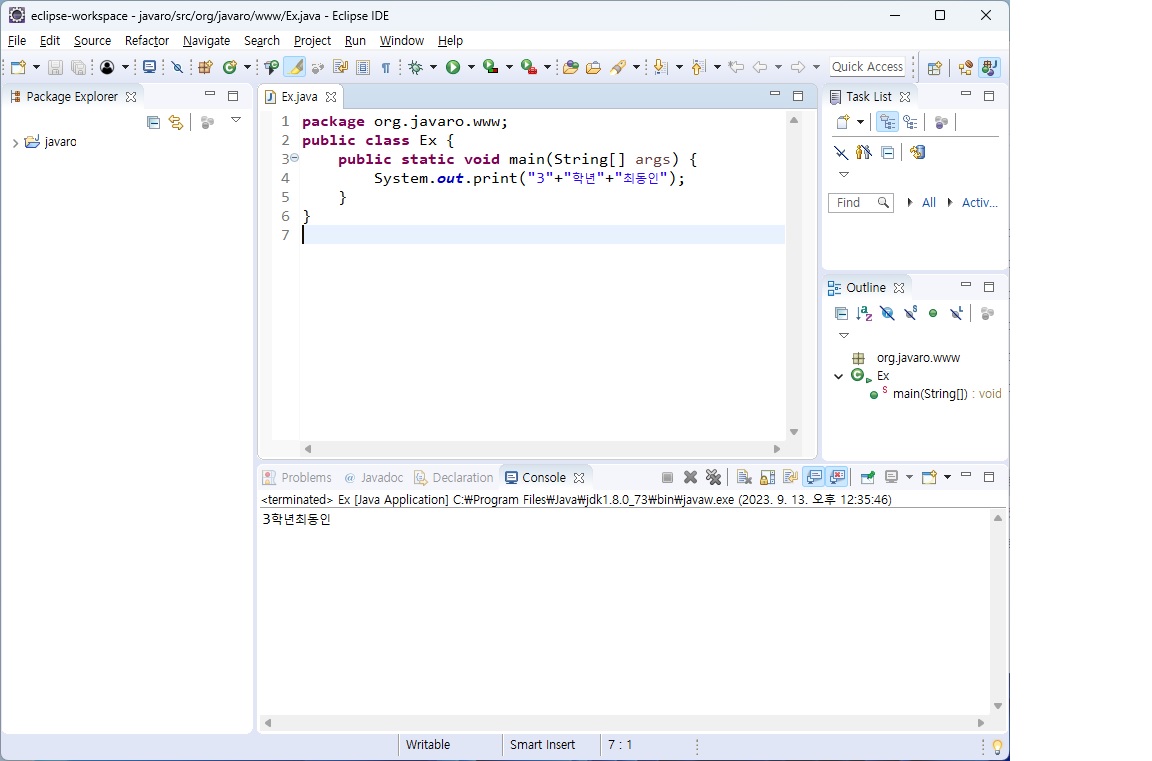 eclipse-workspace - javaro/src/org/javaro/www/Ex.java - Eclipse IDE
File Edit Source Refactor Navigate Search Project Run Window Help
Quick Access
Package Explorer
javaro
Ex.java
1 package org.javaro.www;
2 public class Ex {
3 public static void main(String[] args) {
4 System.out.print("3"+"학년"+"최동인");
5 }
6 }
7
Task List
Find All Activ...
Outline
org.javaro.www
Ex
main(String[]) : void
Problems @ Javadoc Declaration Console
<terminated> Ex [Java Application] C:₩Program Files₩Java₩jdk1.8.0_73₩bin₩javaw.exe (2023. 9. 13. 오후 12:35:46)
3학년최동인
Writable Smart Insert 7 : 1